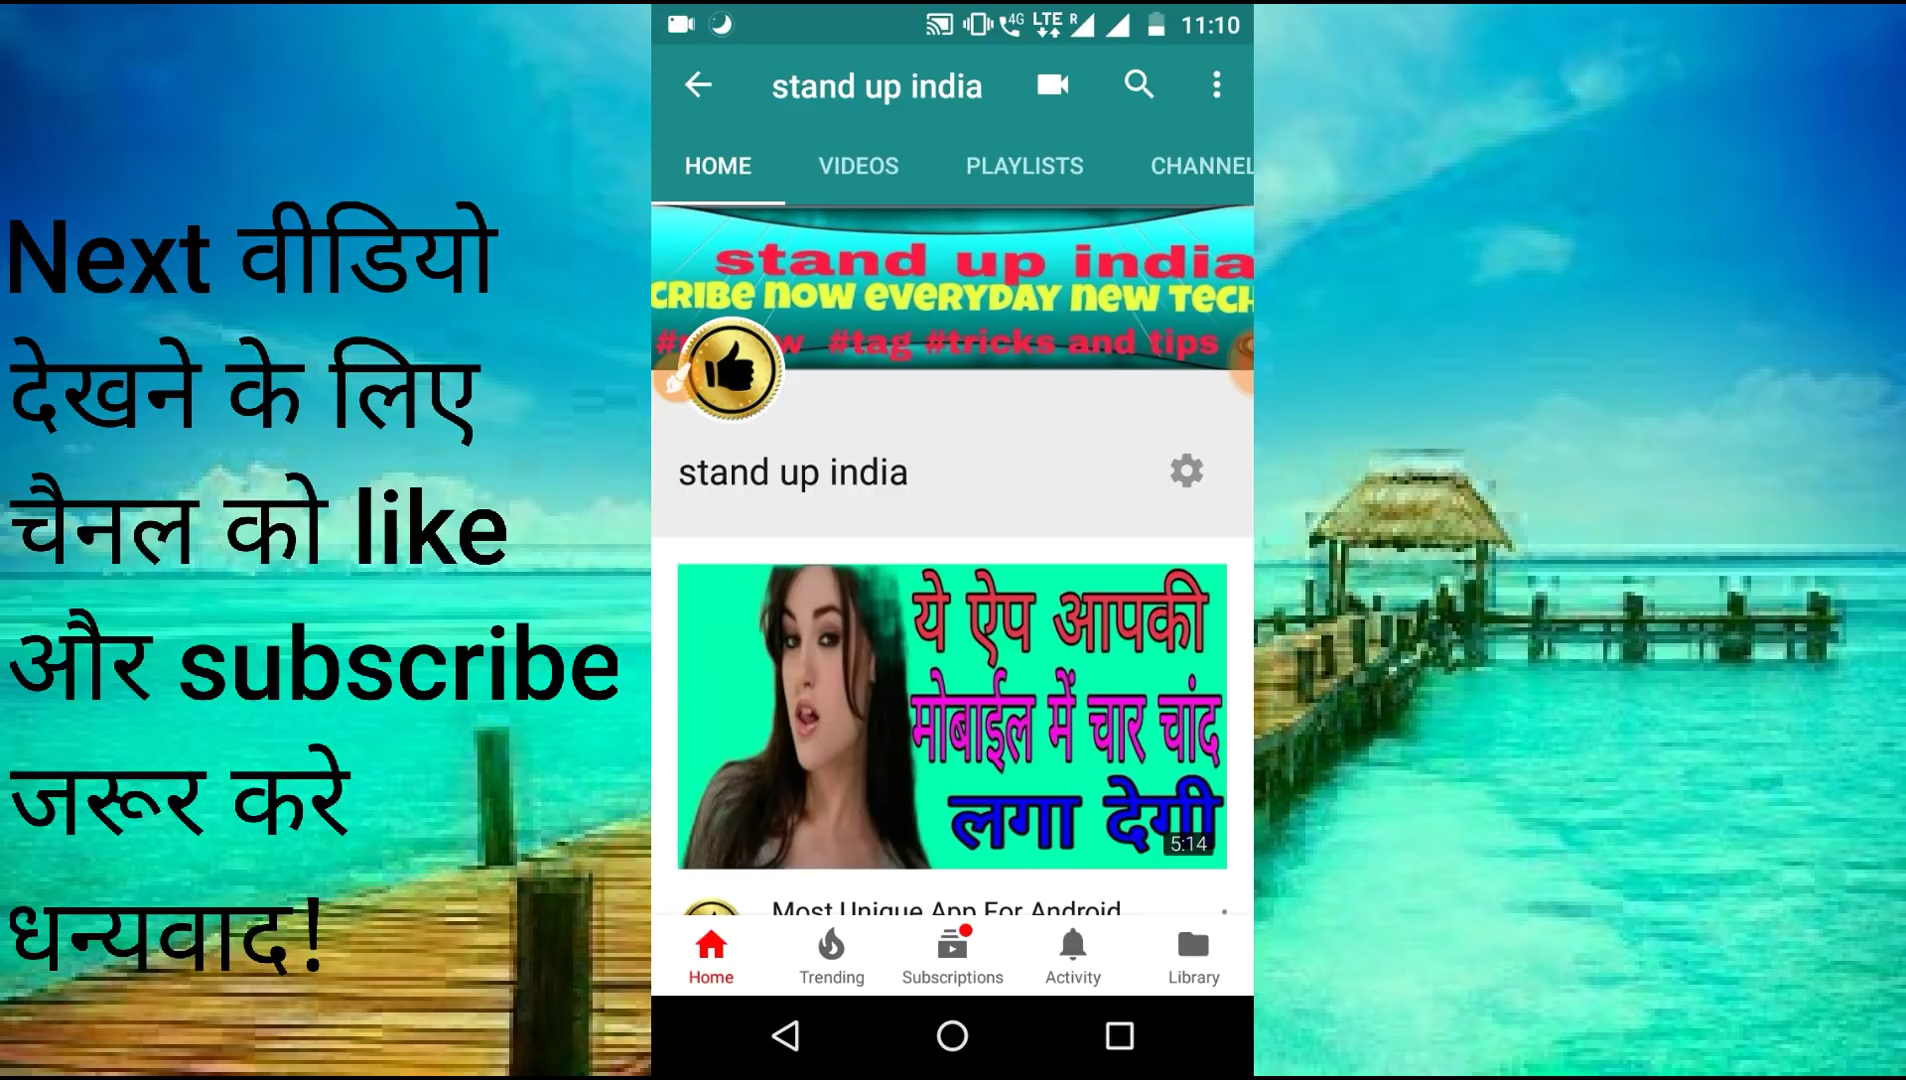 Next वीडियो
देखने के लिए
चैनल को like
और subscribe
जरूर करे
धन्यवाद!
4G LTE R 11:10
stand up india
HOME VIDEOS PLAYLISTS CHANNEL
stand up india
CRIBE now everyday new Tech
#tag #tricks and tips
stand up india
ये ऐप आपकी
मोबाईल में चार चांद
लगा देगी
5:14
Most Unique App For Android
Home Trending Subscriptions Activity Library